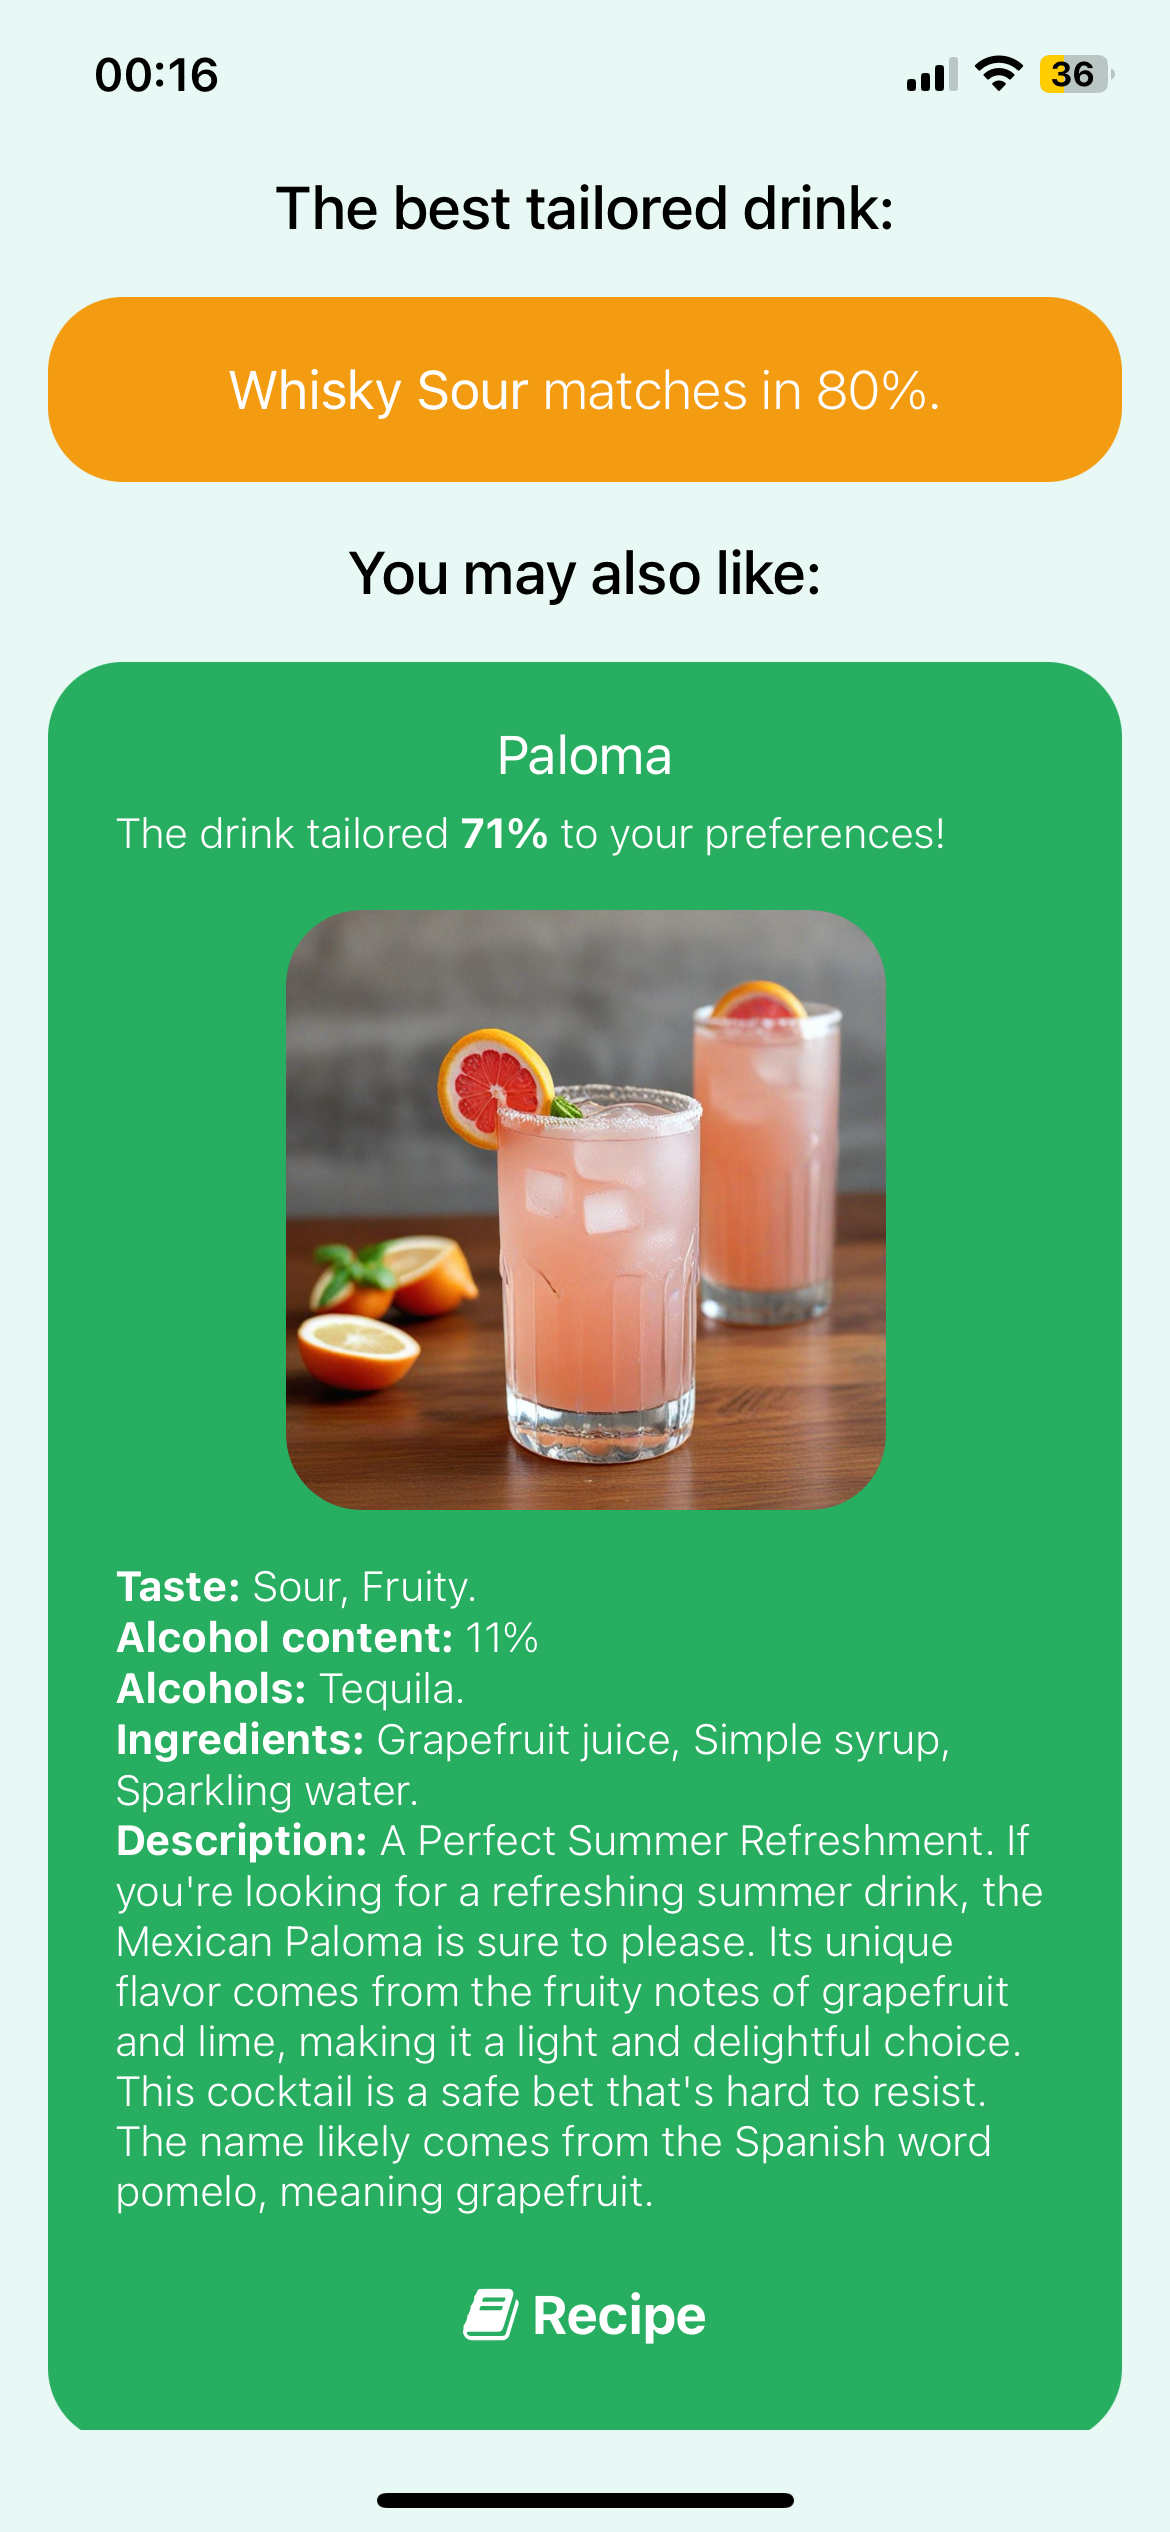 00:16
36
The best tailored drink:
Whisky Sour matches in 80%.
You may also like:
Paloma
The drink tailored 71% to your preferences!
Taste: Sour, Fruity.
Alcohol content: 11%
Alcohols: Tequila.
Ingredients: Grapefruit juice, Simple syrup,
Sparkling water.
Description: A Perfect Summer Refreshment. If
you're looking for a refreshing summer drink, the
Mexican Paloma is sure to please. Its unique
flavor comes from the fruity notes of grapefruit
and lime, making it a light and delightful choice.
This cocktail is a safe bet that's hard to resist.
The name likely comes from the Spanish word
pomelo, meaning grapefruit.
Recipe